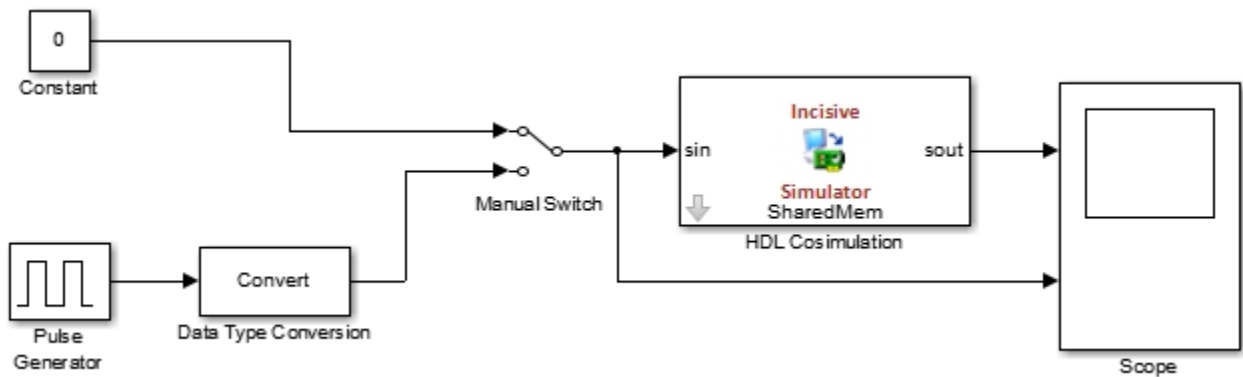 0
Constant
Incisive
sin
sout
Simulator
SharedMem
HDL Cosimulation
Manual Switch
Convert
Data Type Conversion
Pulse
Generator
Scope